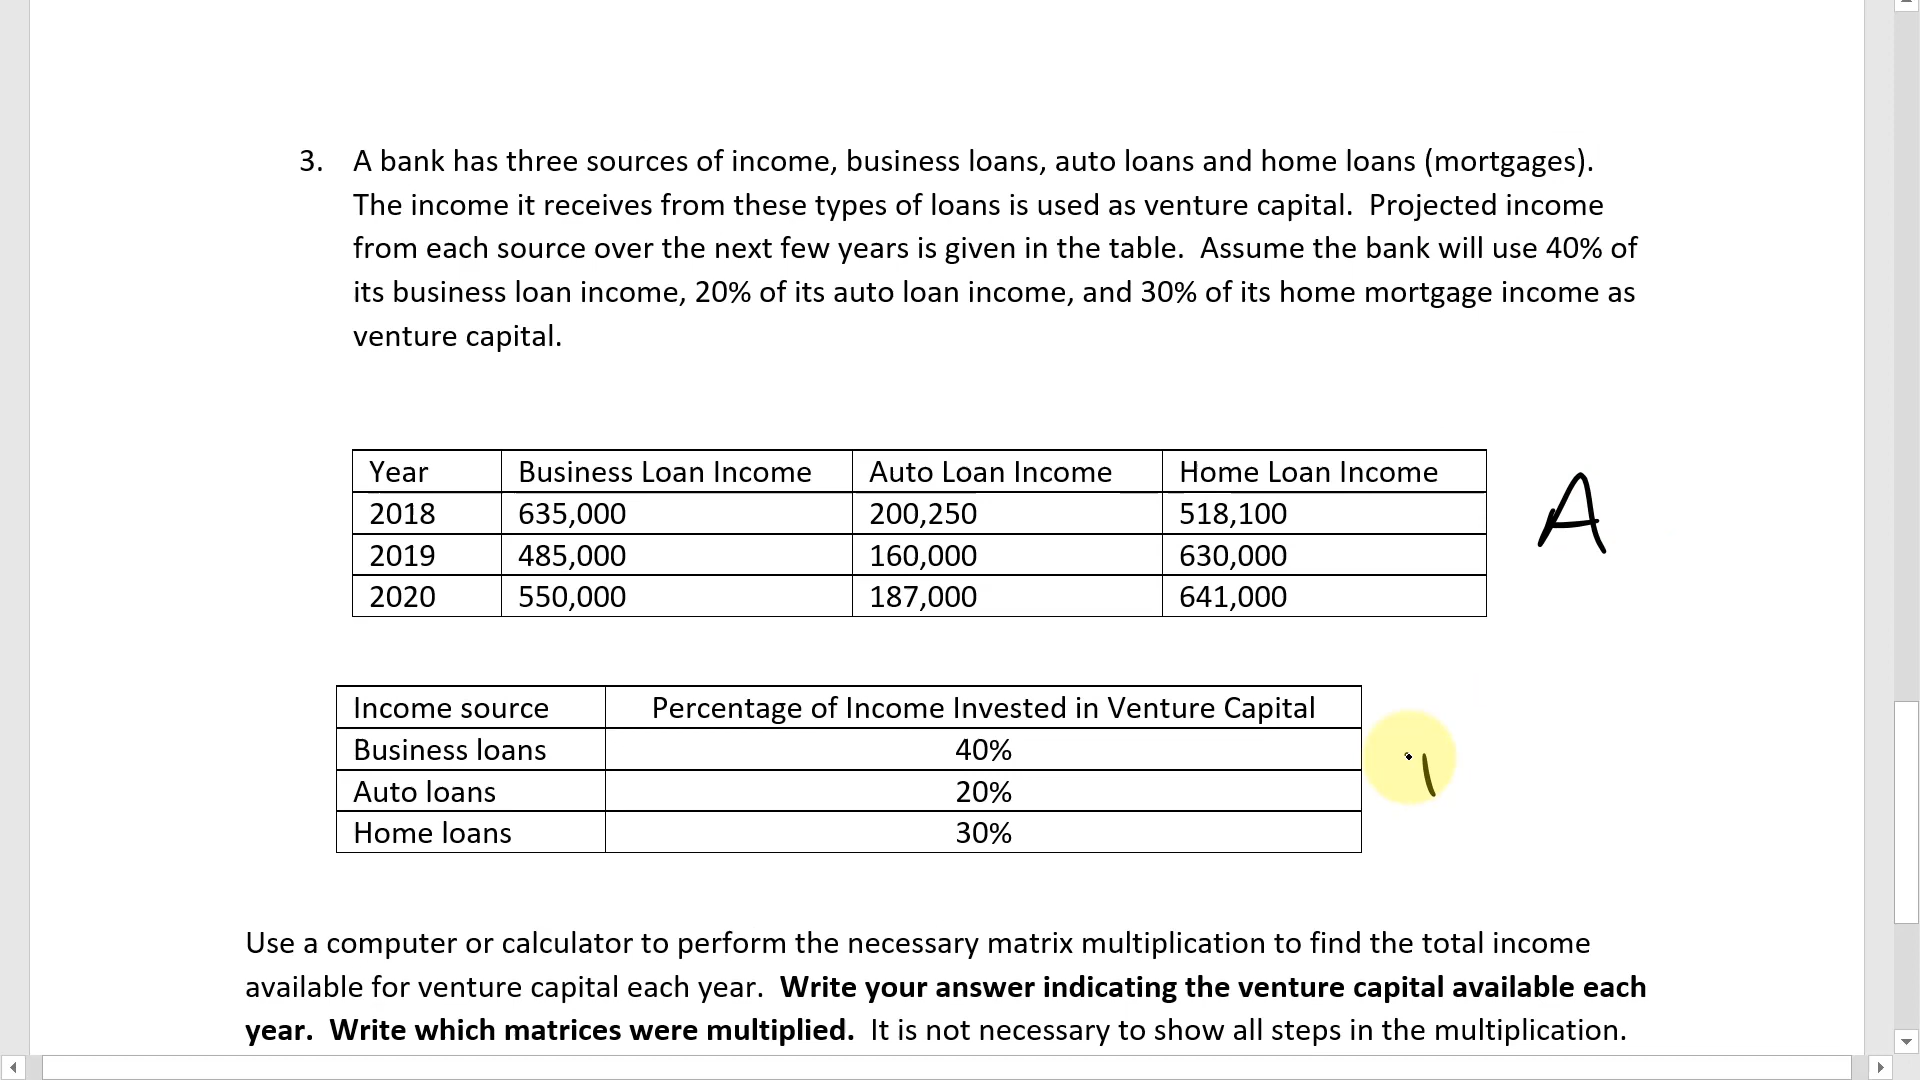 3. A bank has three sources of income, business loans, auto loans and home loans (mortgages).
The income it receives from these types of loans is used as venture capital.  Projected income
from each source over the next few years is given in the table.  Assume the bank will use 40% of
its business loan income, 20% of its auto loan income, and 30% of its home mortgage income as
venture capital.
Year Business Loan Income Auto Loan Income Home Loan Income
2018 635,000 200,250 518,100
2019 485,000 160,000 630,000
2020 550,000 187,000 641,000
A
Income source Percentage of Income Invested in Venture Capital
Business loans 40%
Auto loans 20%
Home loans 30%
Use a computer or calculator to perform the necessary matrix multiplication to find the total income
available for venture capital each year.  Write your answer indicating the venture capital available each
year.  Write which matrices were multiplied.  It is not necessary to show all steps in the multiplication.